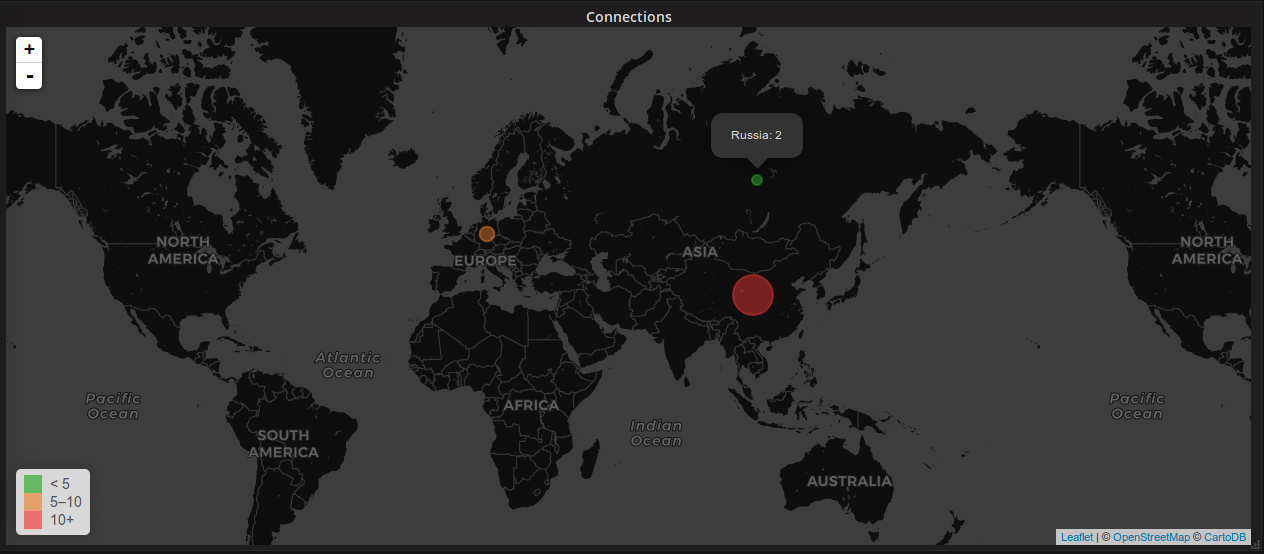 Connections
+
-
Russia: 2
NORTH
AMERICA
EUROPE
ASIA
NORTH
AMERICA
Atlantic
Ocean
Pacific
Ocean
AFRICA
Indian
Ocean
Pacific
Ocean
SOUTH
AMERICA
AUSTRALIA
< 5
5–10
10+
Leaflet | © OpenStreetMap © CartoDB